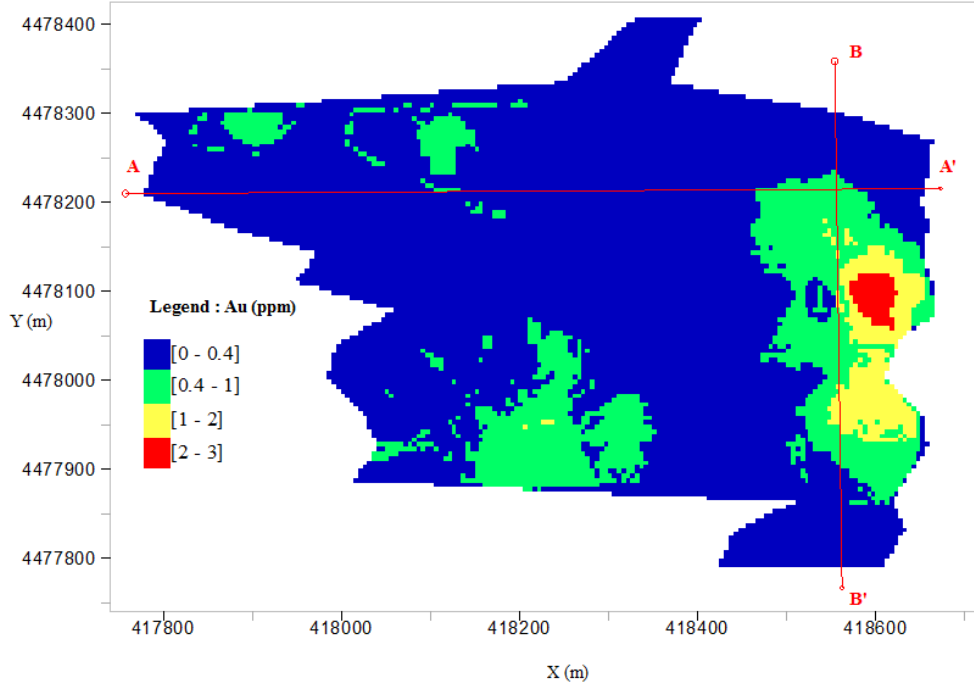 4478400
B
4478300
A
A'
4478200
4478100
Legend : Au (ppm)
Y (m)
[0 - 0.4]
4478000
[0.4 - 1]
[1 - 2]
[2 - 3]
4477900
4477800
B'
417800 418000 418200 418400 418600
X (m)